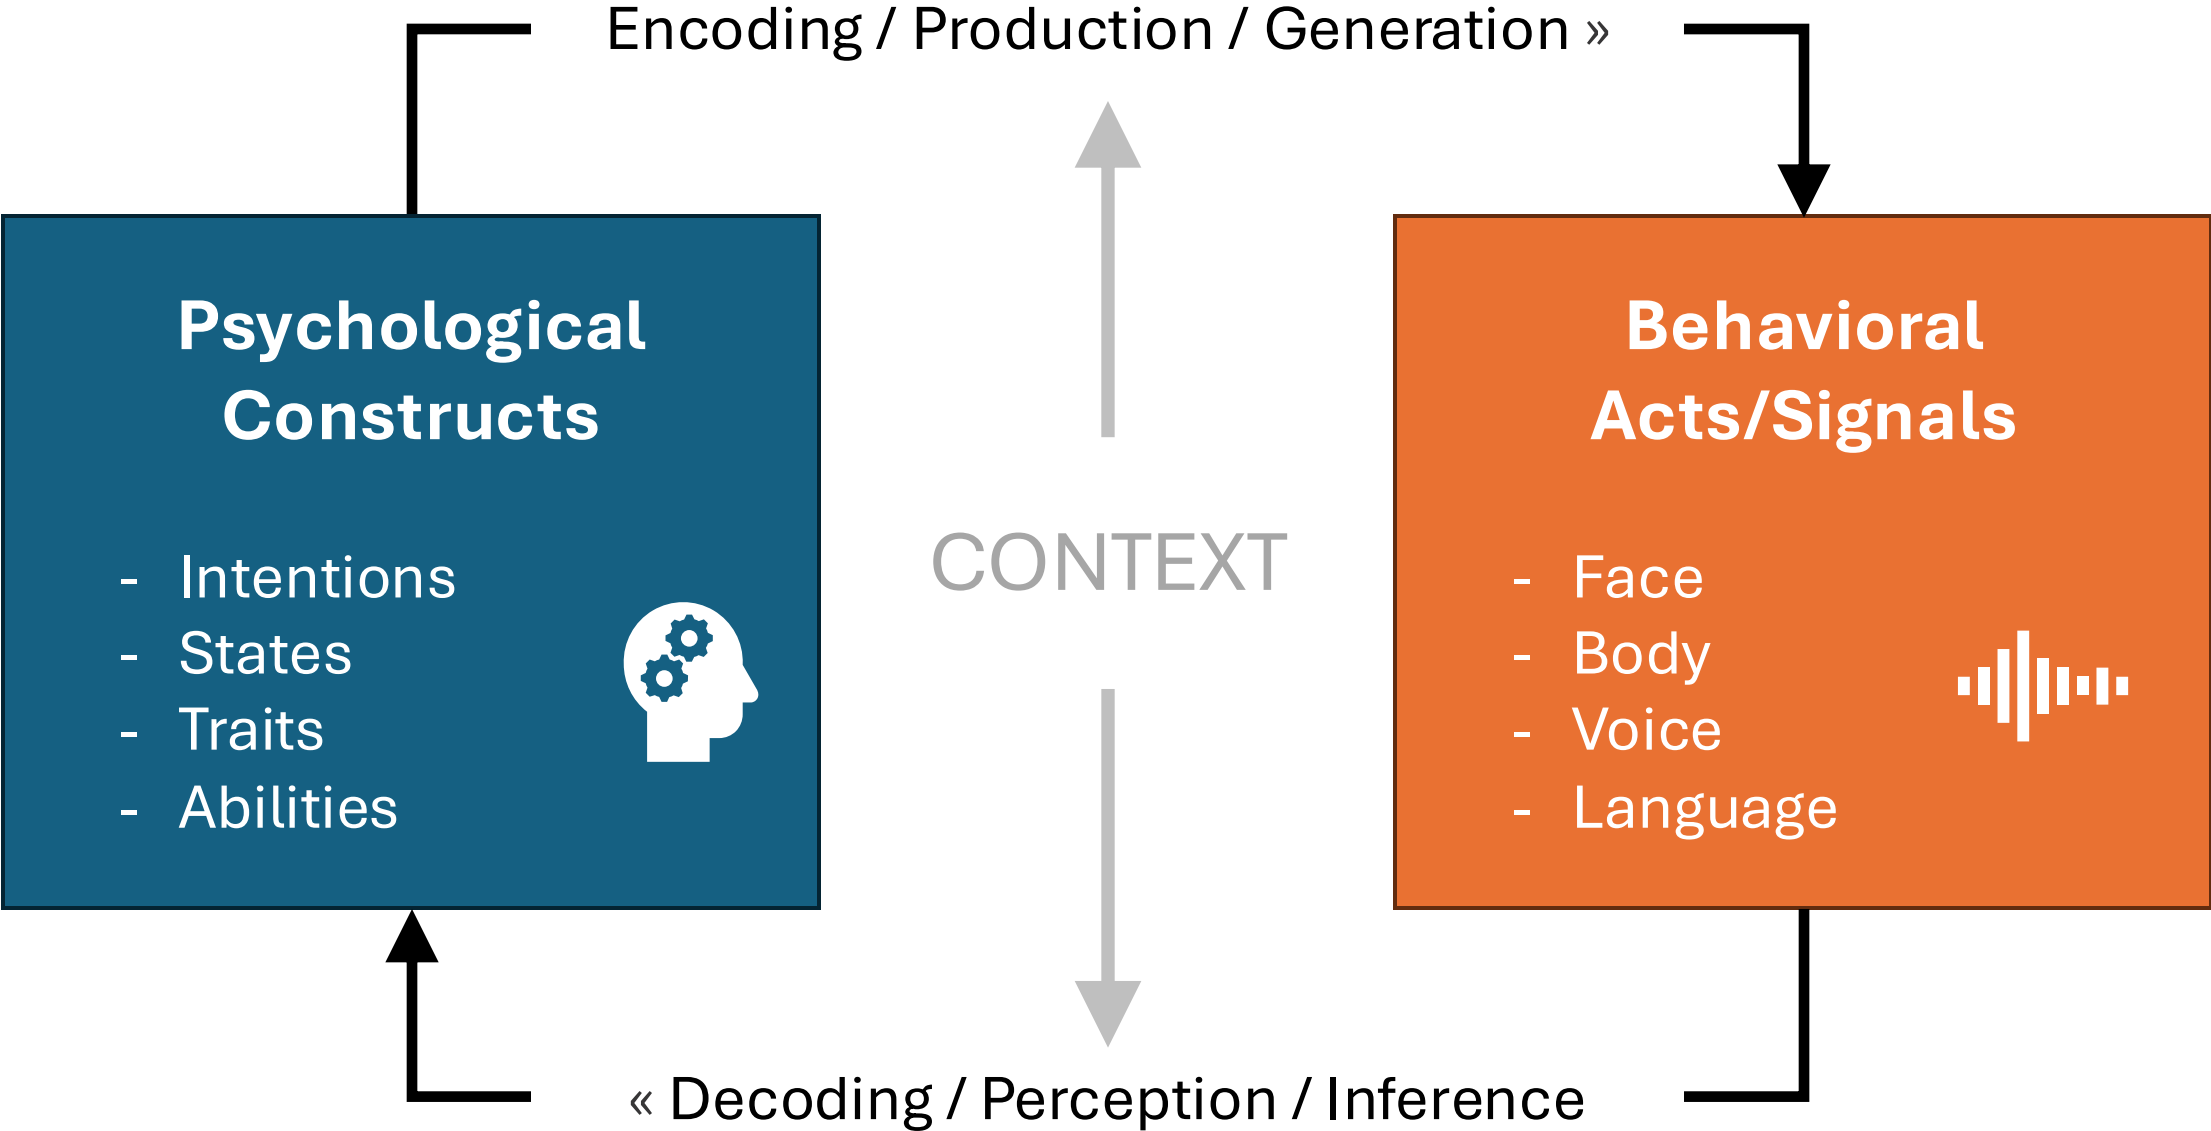 Encoding / Production / Generation »
Psychological
Constructs
- Intentions
- States
- Traits
- Abilities
CONTEXT
Behavioral
Acts/Signals
- Face
- Body
- Voice
- Language
« Decoding / Perception / Inference